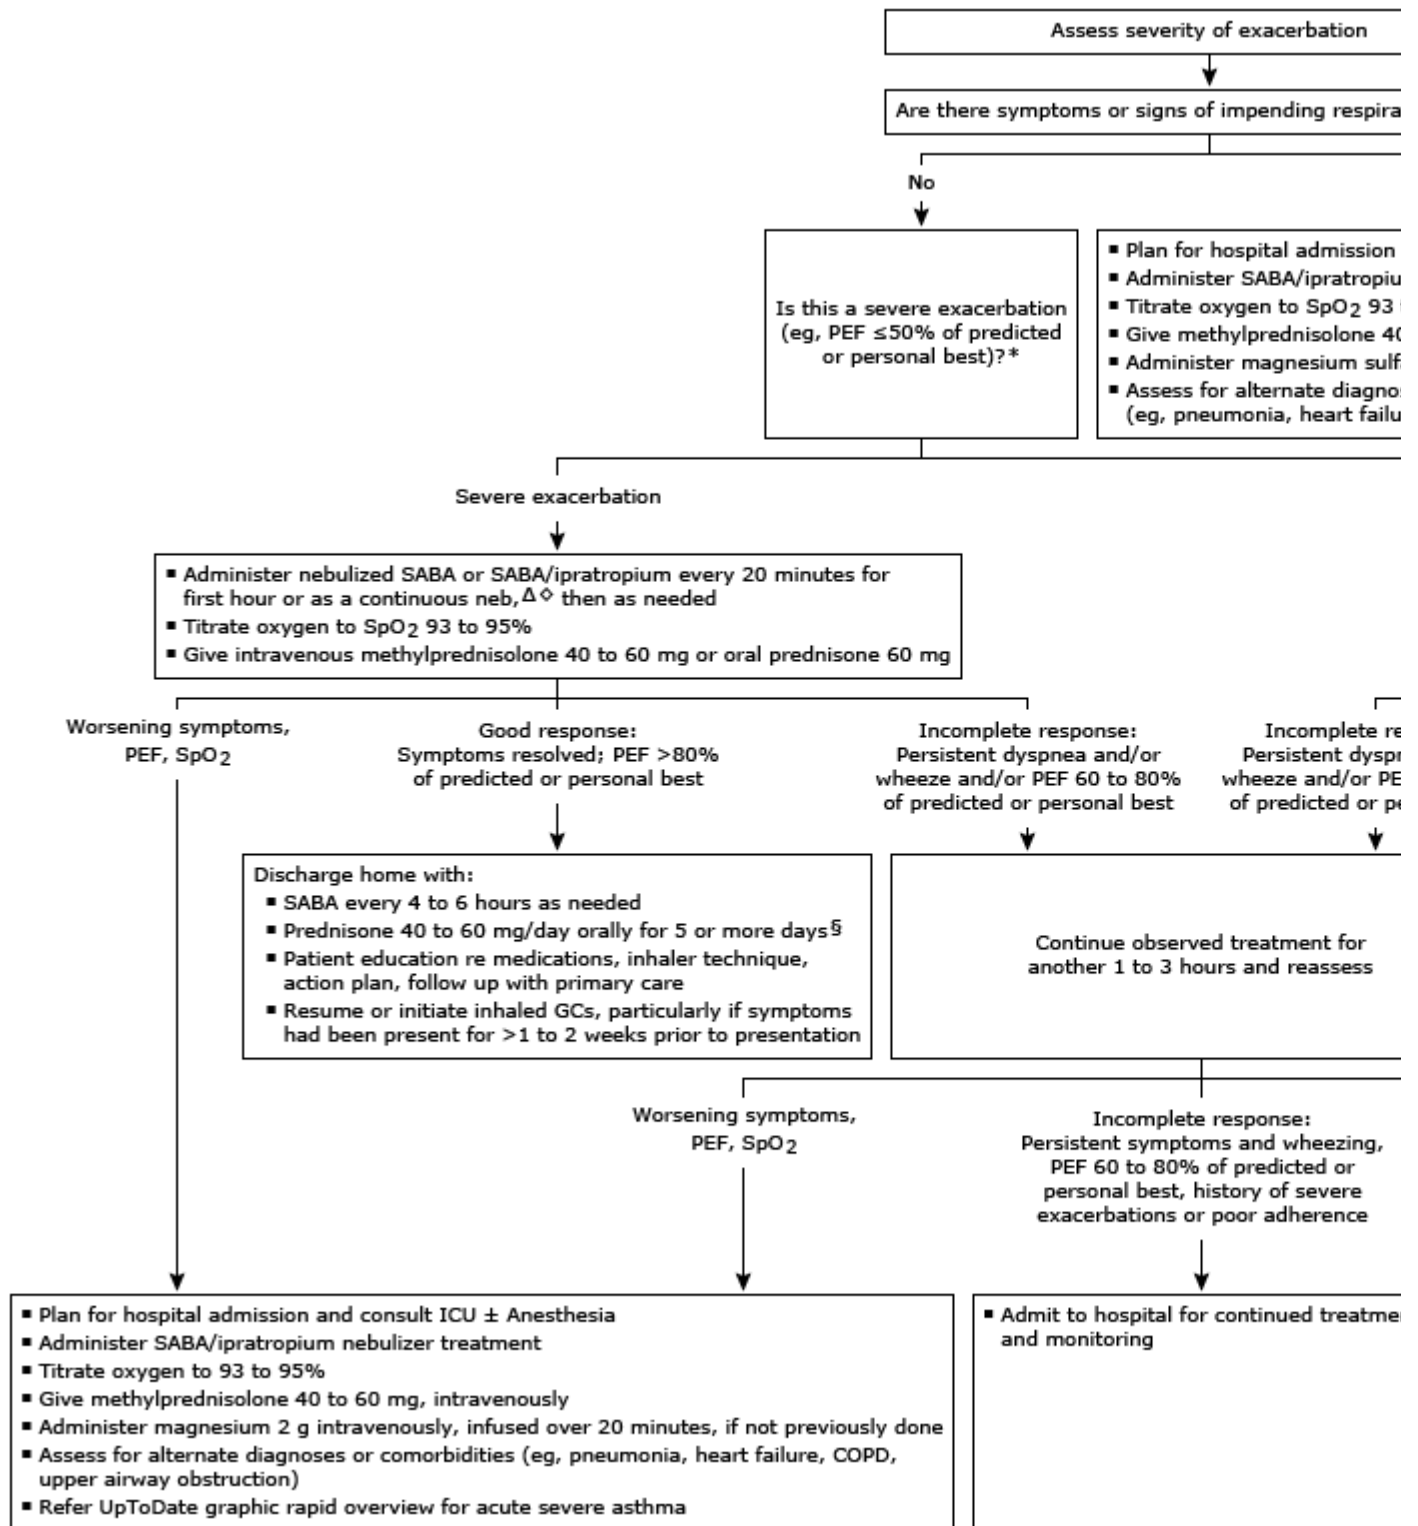 Assess severity of exacerbation
Are there symptoms or signs of impending
No
Is this a severe exacerbation
(eg, PEF ≤50% of predicted
or personal best)?*
▪ Plan for hospital admission
▪ Administer
▪ Titrate oxygen to SpO2 93
▪ Give methylprednisolone
▪ Administer magnesium
▪ Assess for alternate
(eg, pneumonia, heart
Severe exacerbation
▪ Administer nebulized SABA or SABA/ipratropium every 20 minutes for
first hour or as a continuous neb,Δ◇ then as needed
▪ Titrate oxygen to SpO2 93 to 95%
▪ Give intravenous methylprednisolone 40 to 60 mg or oral prednisone 60 mg
Worsening symptoms,
PEF, SpO2
Good response:
Symptoms resolved; PEF >80%
of predicted or personal best
Incomplete response:
Persistent dyspnea and/or
wheeze and/or PEF 60 to 80%
of predicted or personal best
Incomplete
Persistent
wheeze and/or
of predicted or
Discharge home with:
▪ SABA every 4 to 6 hours as needed
▪ Prednisone 40 to 60 mg/day orally for 5 or more days§
▪ Patient education re medications, inhaler technique,
action plan, follow up with primary care
▪ Resume or initiate inhaled GCs, particularly if symptoms
had been present for >1 to 2 weeks prior to presentation
Continue observed treatment for
another 1 to 3 hours and reassess
Worsening symptoms,
PEF, SpO2
Incomplete response:
Persistent symptoms and wheezing,
PEF 60 to 80% of predicted or
personal best, history of severe
exacerbations or poor adherence
▪ Plan for hospital admission and consult ICU ± Anesthesia
▪ Administer SABA/ipratropium nebulizer treatment
▪ Titrate oxygen to 93 to 95%
▪ Give methylprednisolone 40 to 60 mg, intravenously
▪ Administer magnesium 2 g intravenously, infused over 20 minutes, if not previously done
▪ Assess for alternate diagnoses or comorbidities (eg, pneumonia, heart failure, COPD,
upper airway obstruction)
▪ Refer UpToDate graphic rapid overview for acute severe asthma
▪ Admit to hospital for continued
and monitoring